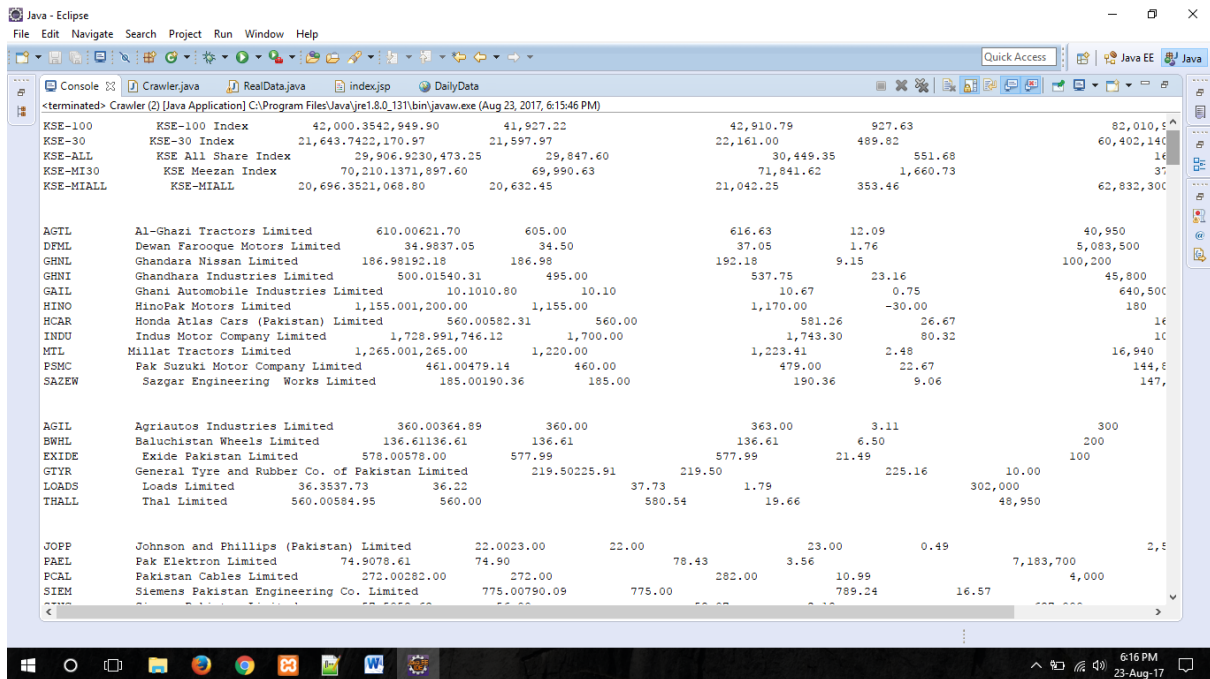 Java - Eclipse
File Edit Navigate Search Project Run Window Help
Quick Access Java EE Java
Console Crawler.java RealData.java index.jsp DailyData
<terminated> Crawler (2) [Java Application] C:\Program Files\Java\jre1.8.0_131\bin\javaw.exe (Aug 23, 2017, 6:15:46 PM)
KSE-100 KSE-100 Index 42,000.3542,949.90 41,927.22 42,910.79 927.63 82,010,
KSE-30 KSE-30 Index 21,643.7422,170.97 21,597.97 22,161.00 489.82 60,402,140
KSE-ALL KSE All Share Index 29,906.9230,473.25 29,847.60 30,449.35 551.68 16
KSE-MI30 KSE Meezan Index 70,210.1371,897.60 69,990.63 71,841.62 1,660.73 37
KSE-MIALL KSE-MIALL 20,696.3521,068.80 20,632.45 21,042.25 353.46 62,832,300
AGTL Al-Ghazi Tractors Limited 610.00621.70 605.00 616.63 12.09 40,950
DFML Dewan Farooque Motors Limited 34.9837.05 34.50 37.05 1.76 5,083,500
GHNL Ghandara Nissan Limited 186.98192.18 186.98 192.18 9.15 100,200
GHNI Ghandhara Industries Limited 500.01540.31 495.00 537.75 23.16 45,800
GAIL Ghani Automobile Industries Limited 10.1010.80 10.10 10.67 0.75 640,500
HINO HinoPak Motors Limited 1,155.001,200.00 1,155.00 1,170.00 -30.00 180
HCAR Honda Atlas Cars (Pakistan) Limited 560.00582.31 560.00 581.26 26.67 16
INDU Indus Motor Company Limited 1,728.991,746.12 1,700.00 1,743.30 80.32 10
MTL Millat Tractors Limited 1,265.001,265.00 1,220.00 1,223.41 2.48 16,940
PSMC Pak Suzuki Motor Company Limited 461.00479.14 460.00 479.00 22.67 144,8
SAZEW Sazgar Engineering Works Limited 185.00190.36 185.00 190.36 9.06 147,
AGIL Agriautos Industries Limited 360.00364.89 360.00 363.00 3.11 300
BWHL Baluchistan Wheels Limited 136.61136.61 136.61 136.61 6.50 200
EXIDE Exide Pakistan Limited 578.00578.00 577.99 577.99 21.49 100
GTYR General Tyre and Rubber Co. of Pakistan Limited 219.50225.91 219.50 225.16 10.00
LOADS Loads Limited 36.3537.73 36.22 37.73 1.79 302,000
THALL Thal Limited 560.00584.95 560.00 580.54 19.66 48,950
JOPP Johnson and Phillips (Pakistan) Limited 22.0023.00 22.00 23.00 0.49 2,5
PAEL Pak Elektron Limited 74.9078.61 74.90 78.43 3.56 7,183,700
PCAL Pakistan Cables Limited 272.00282.00 272.00 282.00 10.99 4,000
SIEM Siemens Pakistan Engineering Co. Limited 775.00790.09 775.00 789.24 16.57
6:16 PM
23-Aug-17